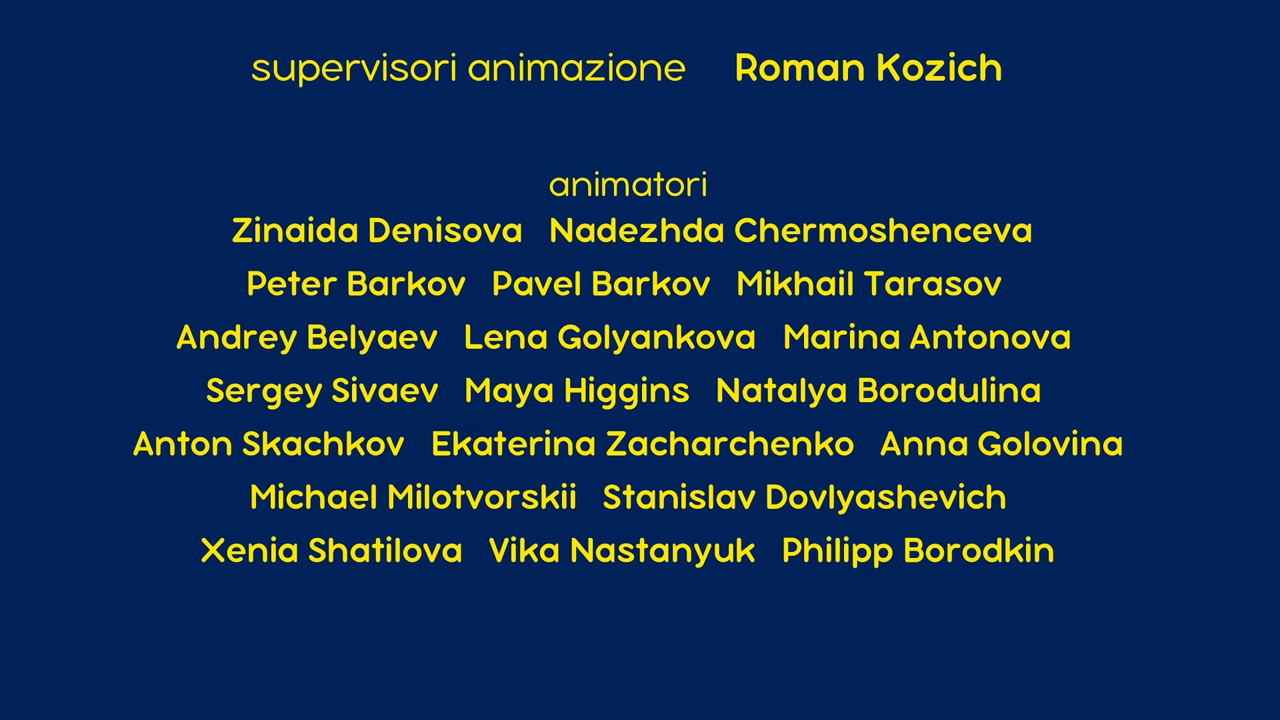 supervisori animazione Roman Kozich
animatori
Zinaida Denisova Nadezhda Chermoshenceva
Peter Barkov Pavel Barkov Mikhail Tarasov
Andrey Belyaev Lena Golyankova Marina Antonova
Sergey Sivaev Maya Higgins Natalya Borodulina
Anton Skachkov Ekaterina Zacharchenko Anna Golovina
Michael Milotvorskii Stanislav Dovlyashevich
Xenia Shatilova Vika Nastanyuk Philipp Borodkin